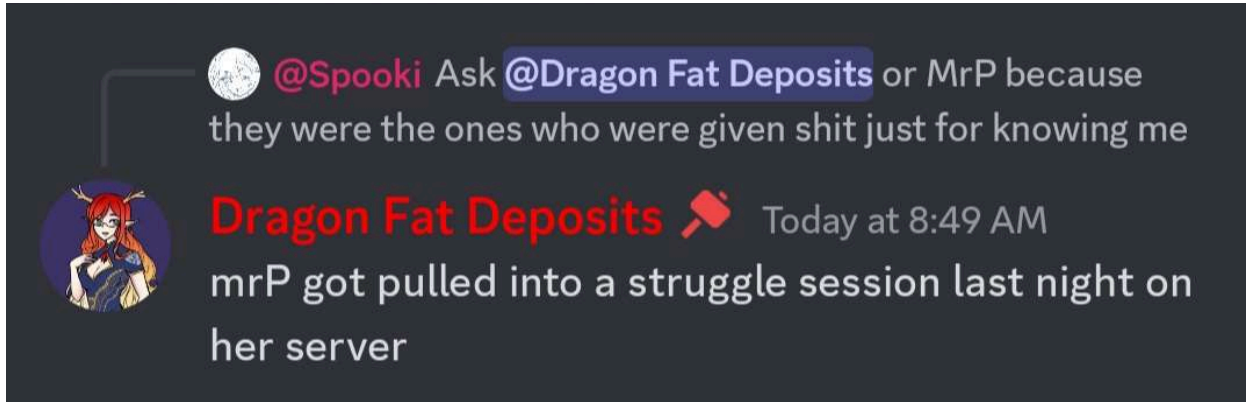 @Spooki Ask @Dragon Fat Deposits or MrP because
they were the ones who were given shit just for knowing me
Dragon Fat Deposits Today at 8:49 AM
mrP got pulled into a struggle session last night on
her server